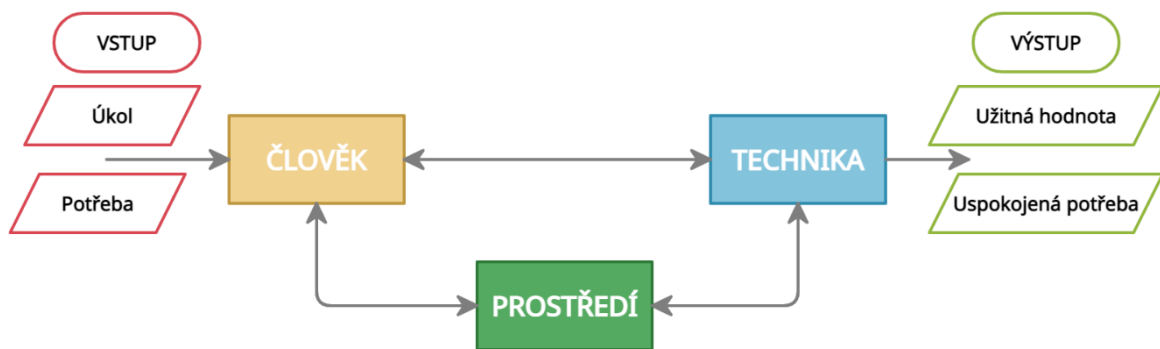 VSTUP
VÝSTUP
Úkol
Užitná hodnota
ČLOVĚK
TECHNIKA
Potřeba
Uspokojená potřeba
PROSTŘEDÍ